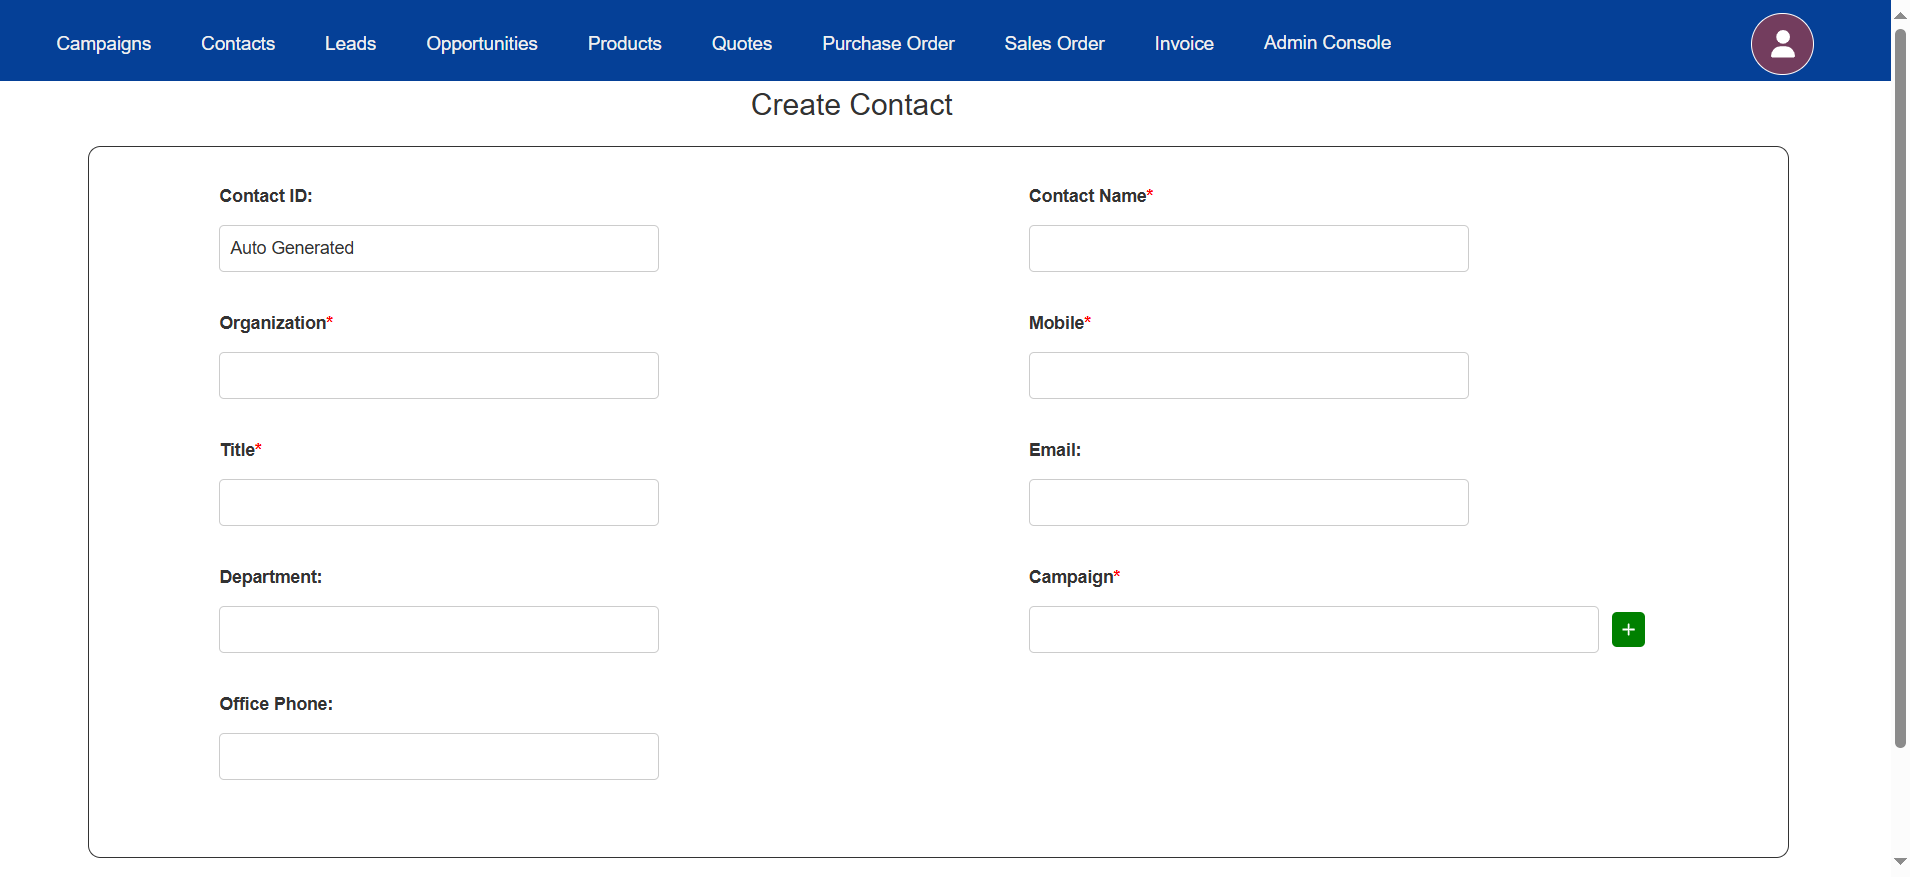 Campaigns Contacts Leads Opportunities Products Quotes Purchase Order Sales Order Invoice Admin Console
Create Contact
Contact ID: Contact Name*
Auto Generated
Organization* Mobile*
Title* Email:
Department: Campaign*
+
Office Phone: